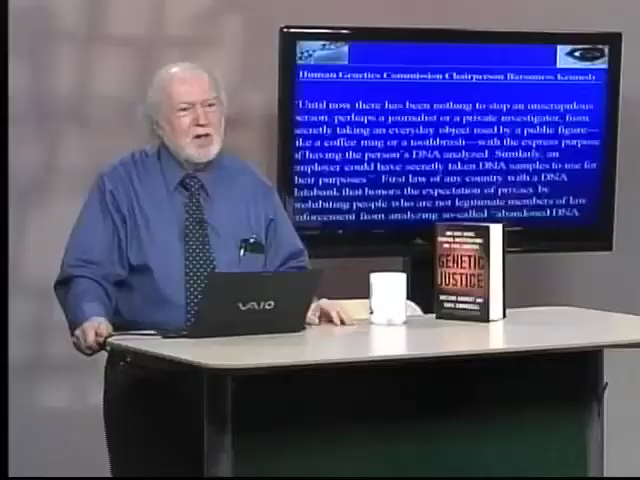 Human Genetics Commission Chairperson Baroness Kennedy
"Until now there has been nothing to stop an unscrupulous
person, perhaps a journalist or a private investigator, from
secretly taking an everyday object used by a public figure—
like a coffee mug or a toothbrush—with the express purpose
of having the person's DNA analyzed. Similarly, an
employer could have secretly taken DNA samples to use for
their purposes" First law of any country with a DNA
databank that honors the expectation of privacy by
prohibiting people who are not legitimate members of law
enforcement from analyzing so-called "abandoned DNA
GENETIC
JUSTICE
VAIO